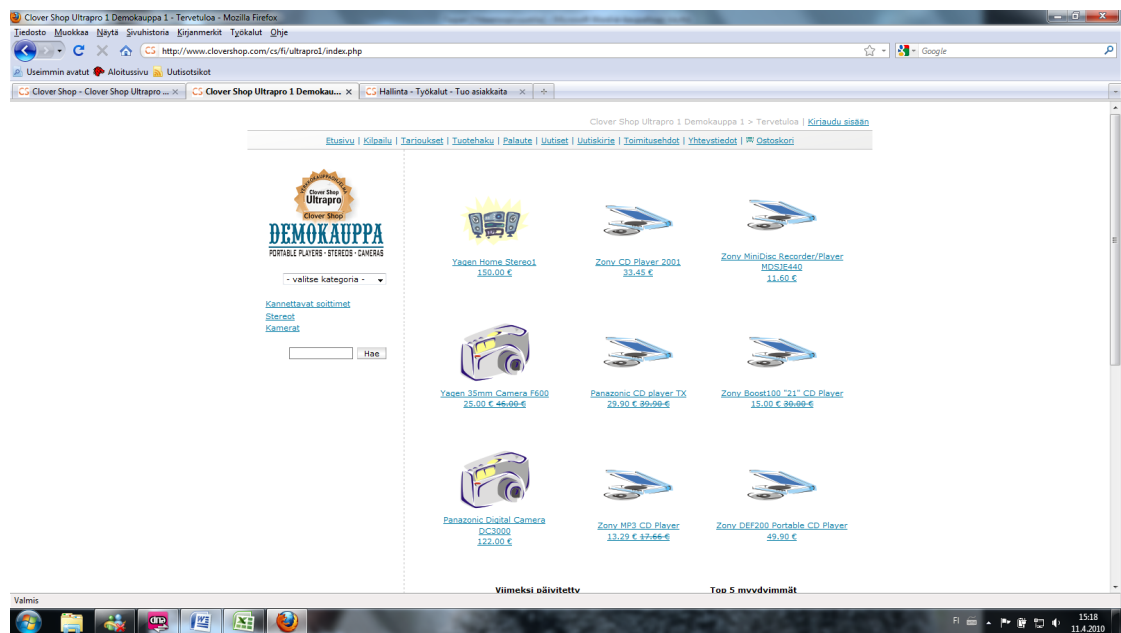 Clover Shop Ultrapro 1 Demokauppa 1 - Tervetuloa - Mozilla Firefox
Tiedosto Muokkaa Näytä Sivuhistoria Kirjanmerkit Työkalut Ohje
http://www.clovershop.com/cs/fi/ultrapro1/index.php
Google
Useimmin avatut Aloitussivu Uutisotsikot
Clover Shop - Clover Shop Ultrapro ...
Clover Shop Ultrapro 1 Demokau...
Hallinta - Työkalut - Tuo asiakkaita
Clover Shop Ultrapro 1 Demokauppa 1 > Tervetuloa | Kirjaudu sisään
Etusivu | Kilpailu | Tarjoukset | Tuotehaku | Palaute | Uutiset | Uutiskirje | Toimitusehdot | Yhteystiedot | Ostoskori
Clover Shop
Ultrapro
Clover Shop
DEMOKAUPPA
PORTABLE PLAYERS - STEREOS - CAMERAS
- valitse kategoria -
Kannettavat soittimet
Stereot
Kamerat
Hae
Yagen Home Stereo1
150.00 €
Zony CD Player 2001
33.45 €
Zony MiniDisc Recorder/Player
MDSJE440
11.60 €
Yagen 35mm Camera F600
25.00 € 46.00 €
Panazonic CD player TX
29.90 € 39.90 €
Zony Boost100 "21" CD Player
15.00 € 30.00 €
Panazonic Digital Camera
DC3000
122.00 €
Zony MP3 CD Player
13.29 € 17.66 €
Zony DEF200 Portable CD Player
49.90 €
Viimeksi päivitetty
Top 5 myydyimmät
Valmis
dna
FI
15:18
11.4.2010